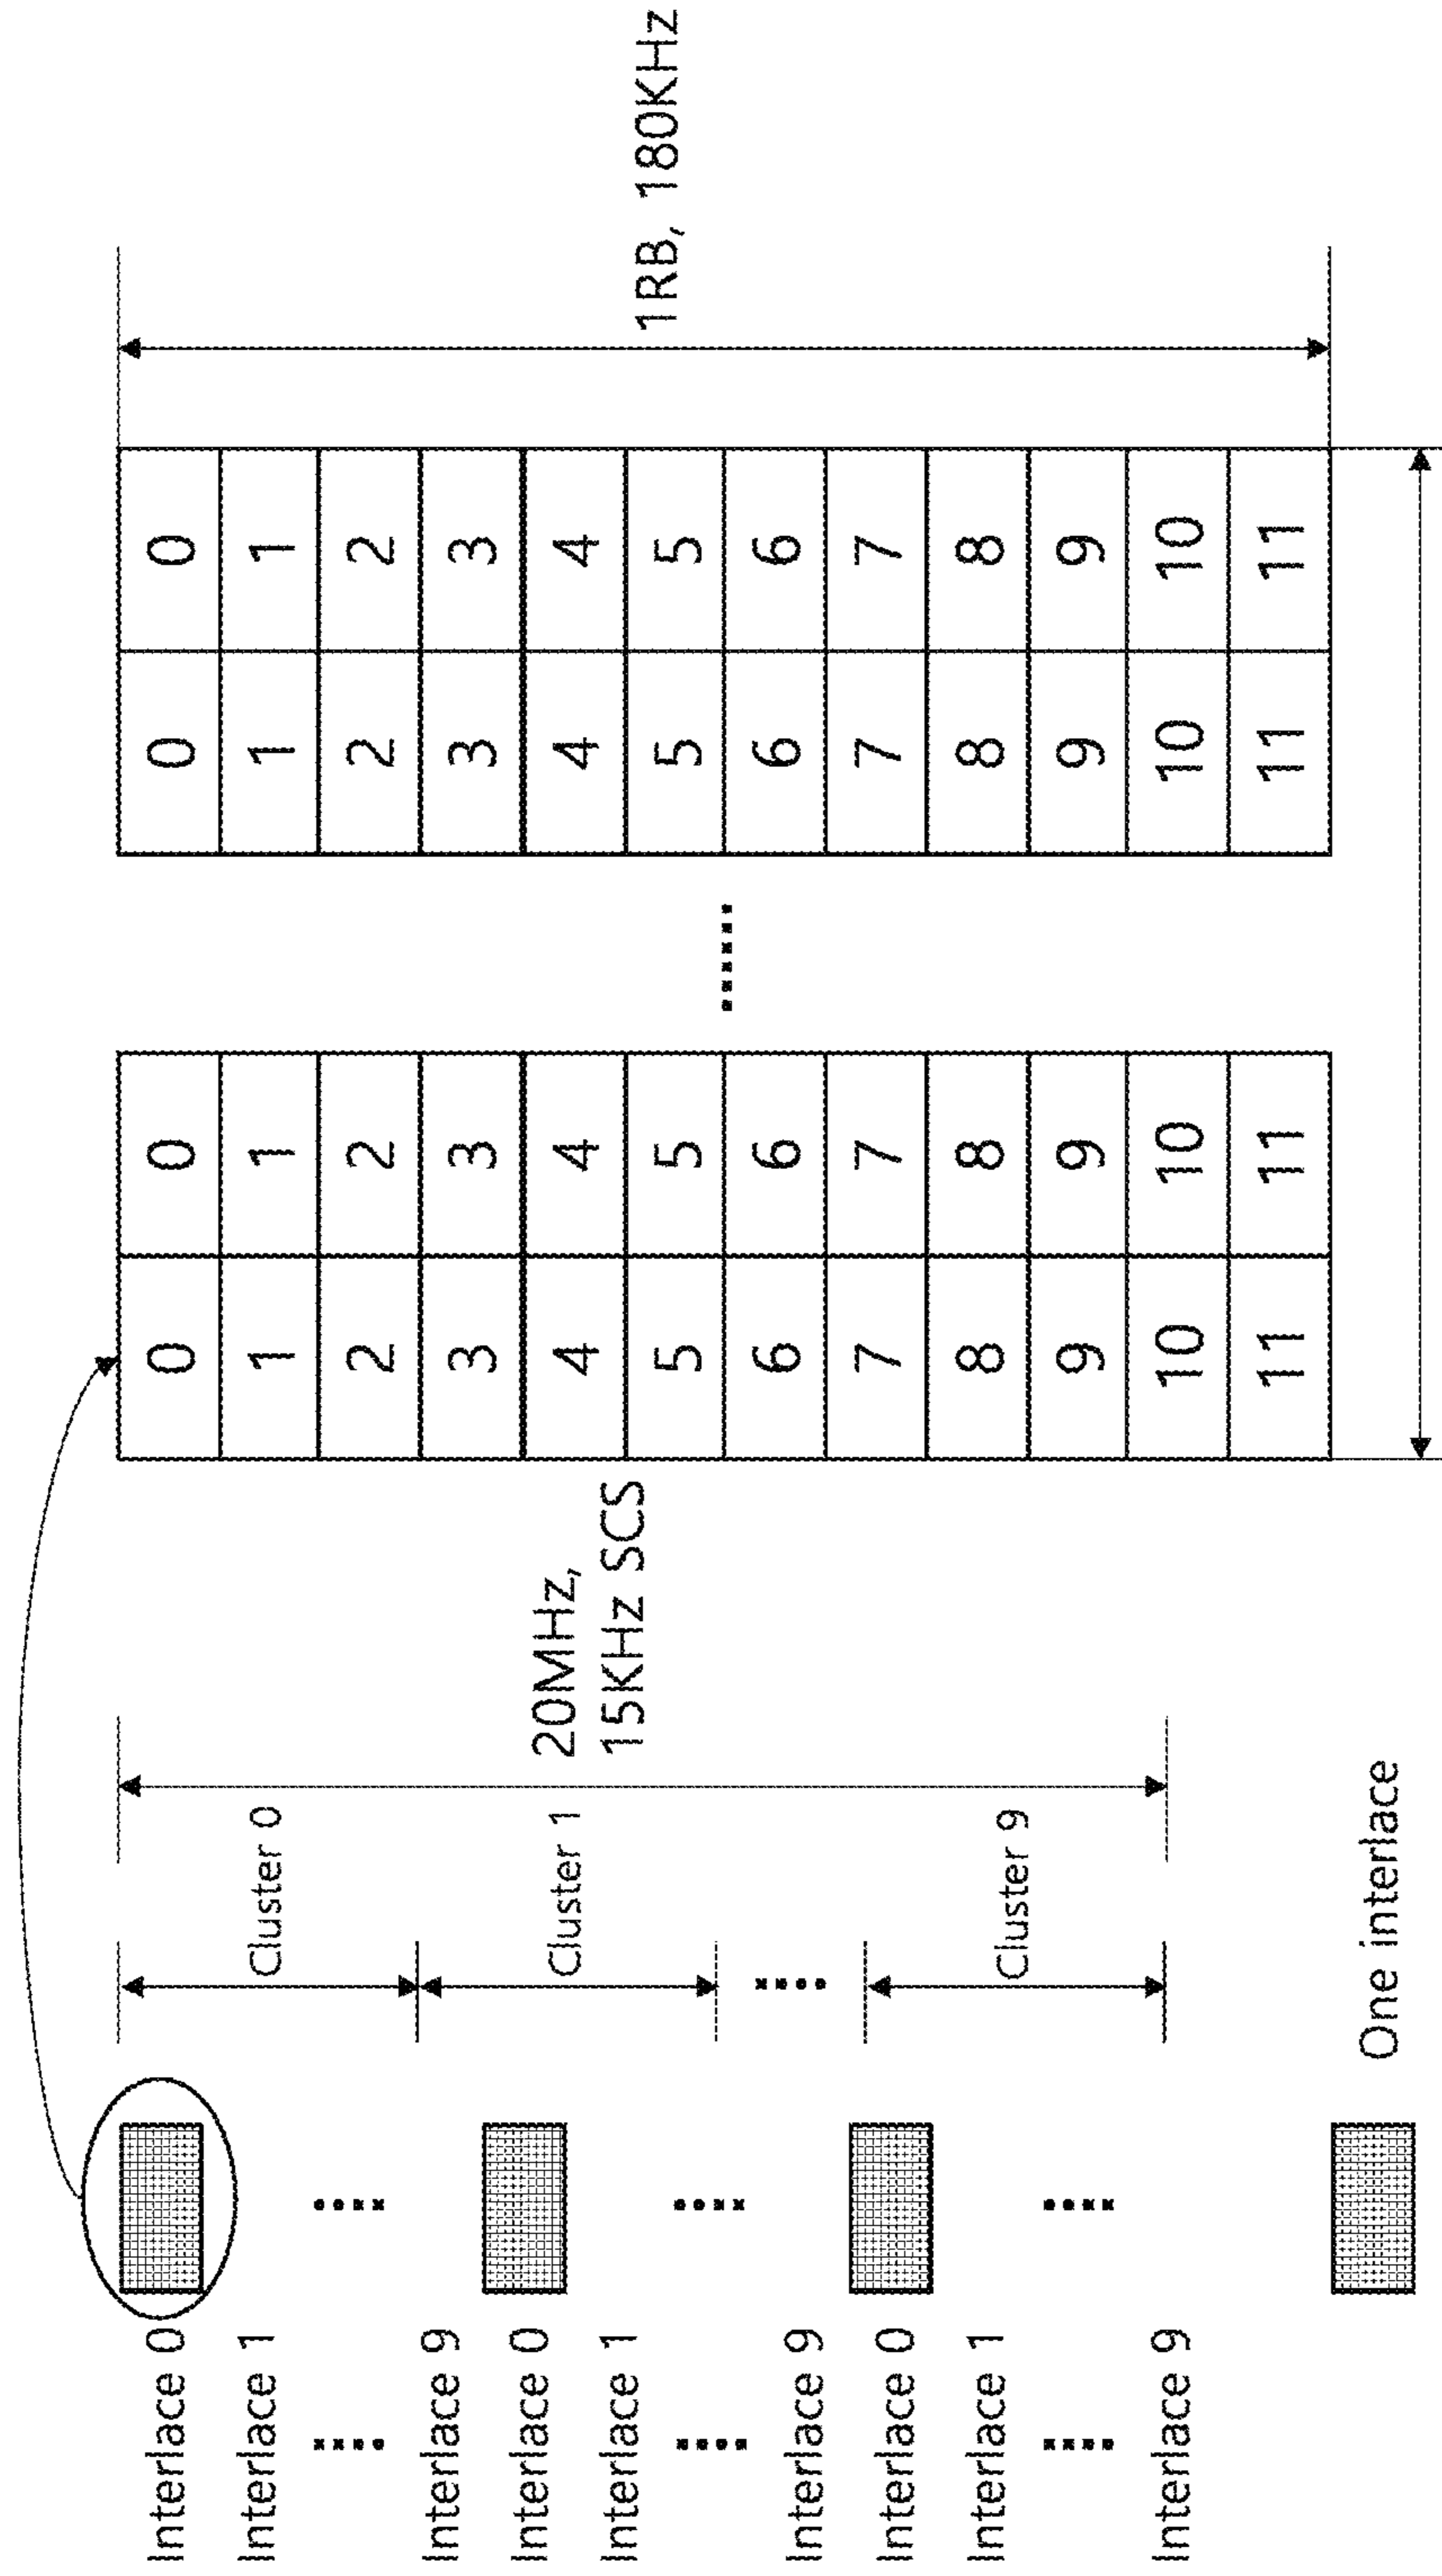 Interlace 0
Interlace 1
Interlace 9
Interlace 0
Interlace 1
Interlace 9
Interlace 0
Interlace 1
Interlace 9
Cluster 0
Cluster 1
Cluster 9
20MHz,
15KHz SCS
One interlace
0 0 0 0
1 1 1 1
2 2 2 2
3 3 3 3
4 4 4 4
5 5 5 5
6 6 6 6
7 7 7 7
8 8 8 8
9 9 9 9
10 10 10 10
11 11 11 11
1RB, 180KHz